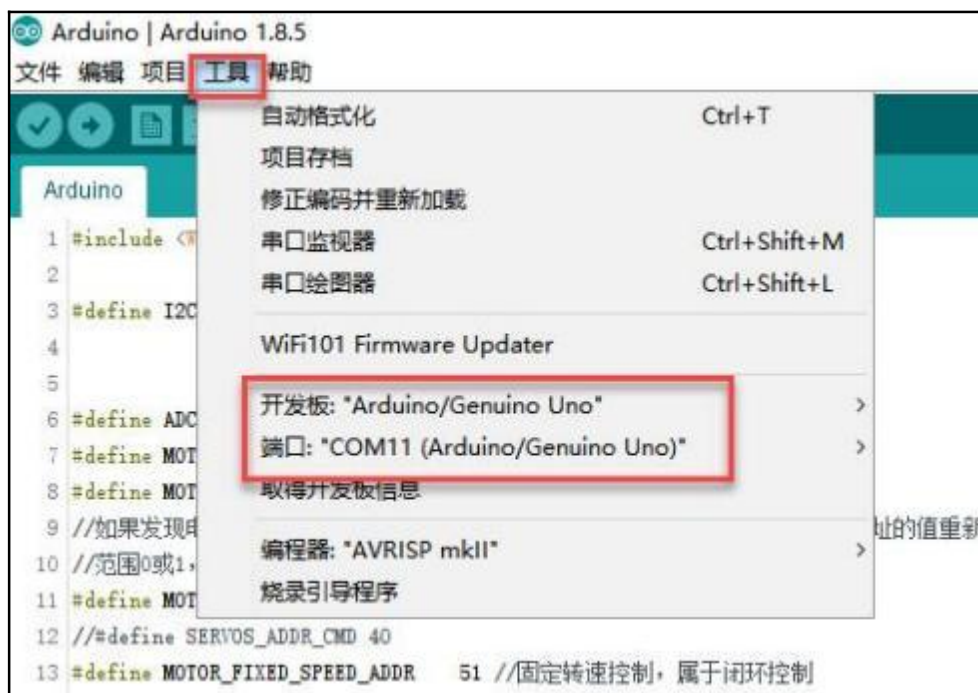 Arduino | Arduino 1.8.5
文件 编辑 项目 工具 帮助
自动格式化 Ctrl+T
项目存档
修正编码并重新加载
串口监视器 Ctrl+Shift+M
串口绘图器 Ctrl+Shift+L
WiFi101 Firmware Updater
开发板: "Arduino/Genuino Uno"
端口: "COM11 (Arduino/Genuino Uno)"
取得开发板信息
编程器: "AVRISP mkII"
烧录引导程序
Arduino
1 #include <W
2
3 #define I2C
4
5
6 #define ADC
7 #define MOT
8 #define MOT
9 //如果发现电 址的值重新
10 //范围0或1,
11 #define MOT
12 //#define SERVOS_ADDR_CMD 40
13 #define MOTOR_FIXED_SPEED_ADDR 51 //固定转速控制，属于闭环控制